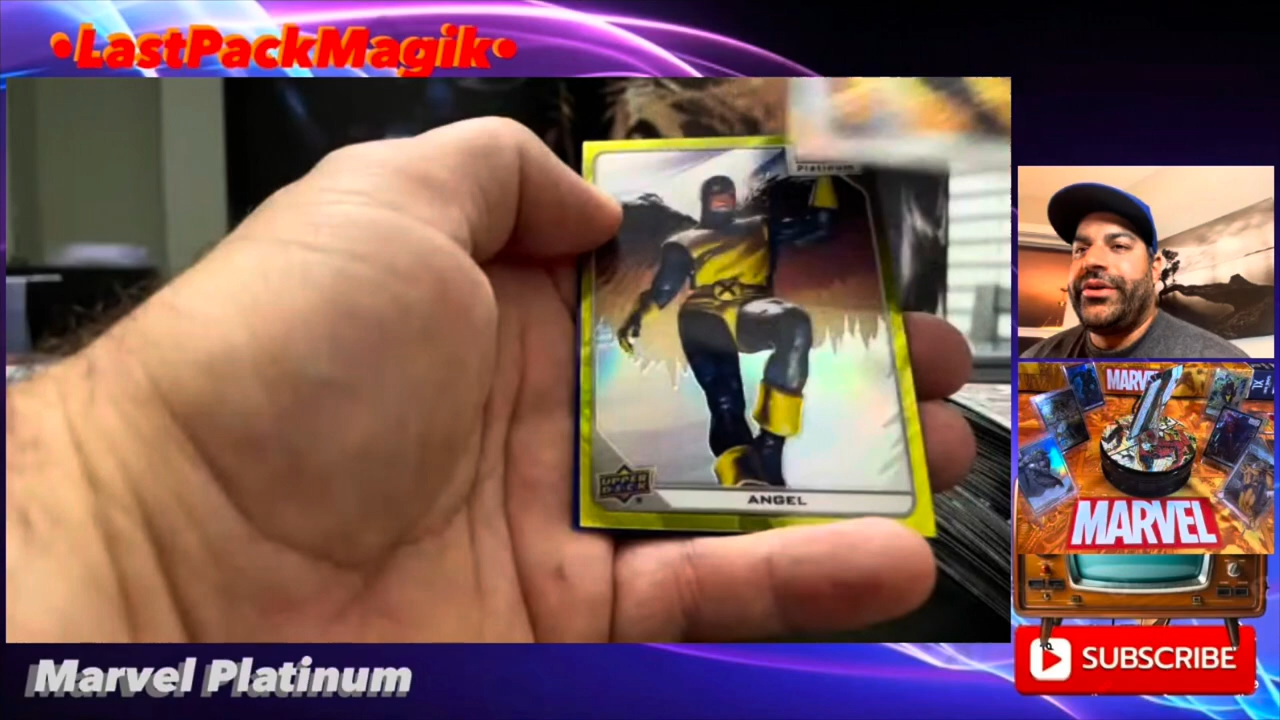 •LastPackMagik•
Platinum
UPPER
DECK
ANGEL
MARVEL
MARVEL
SUBSCRIBE
Marvel Platinum